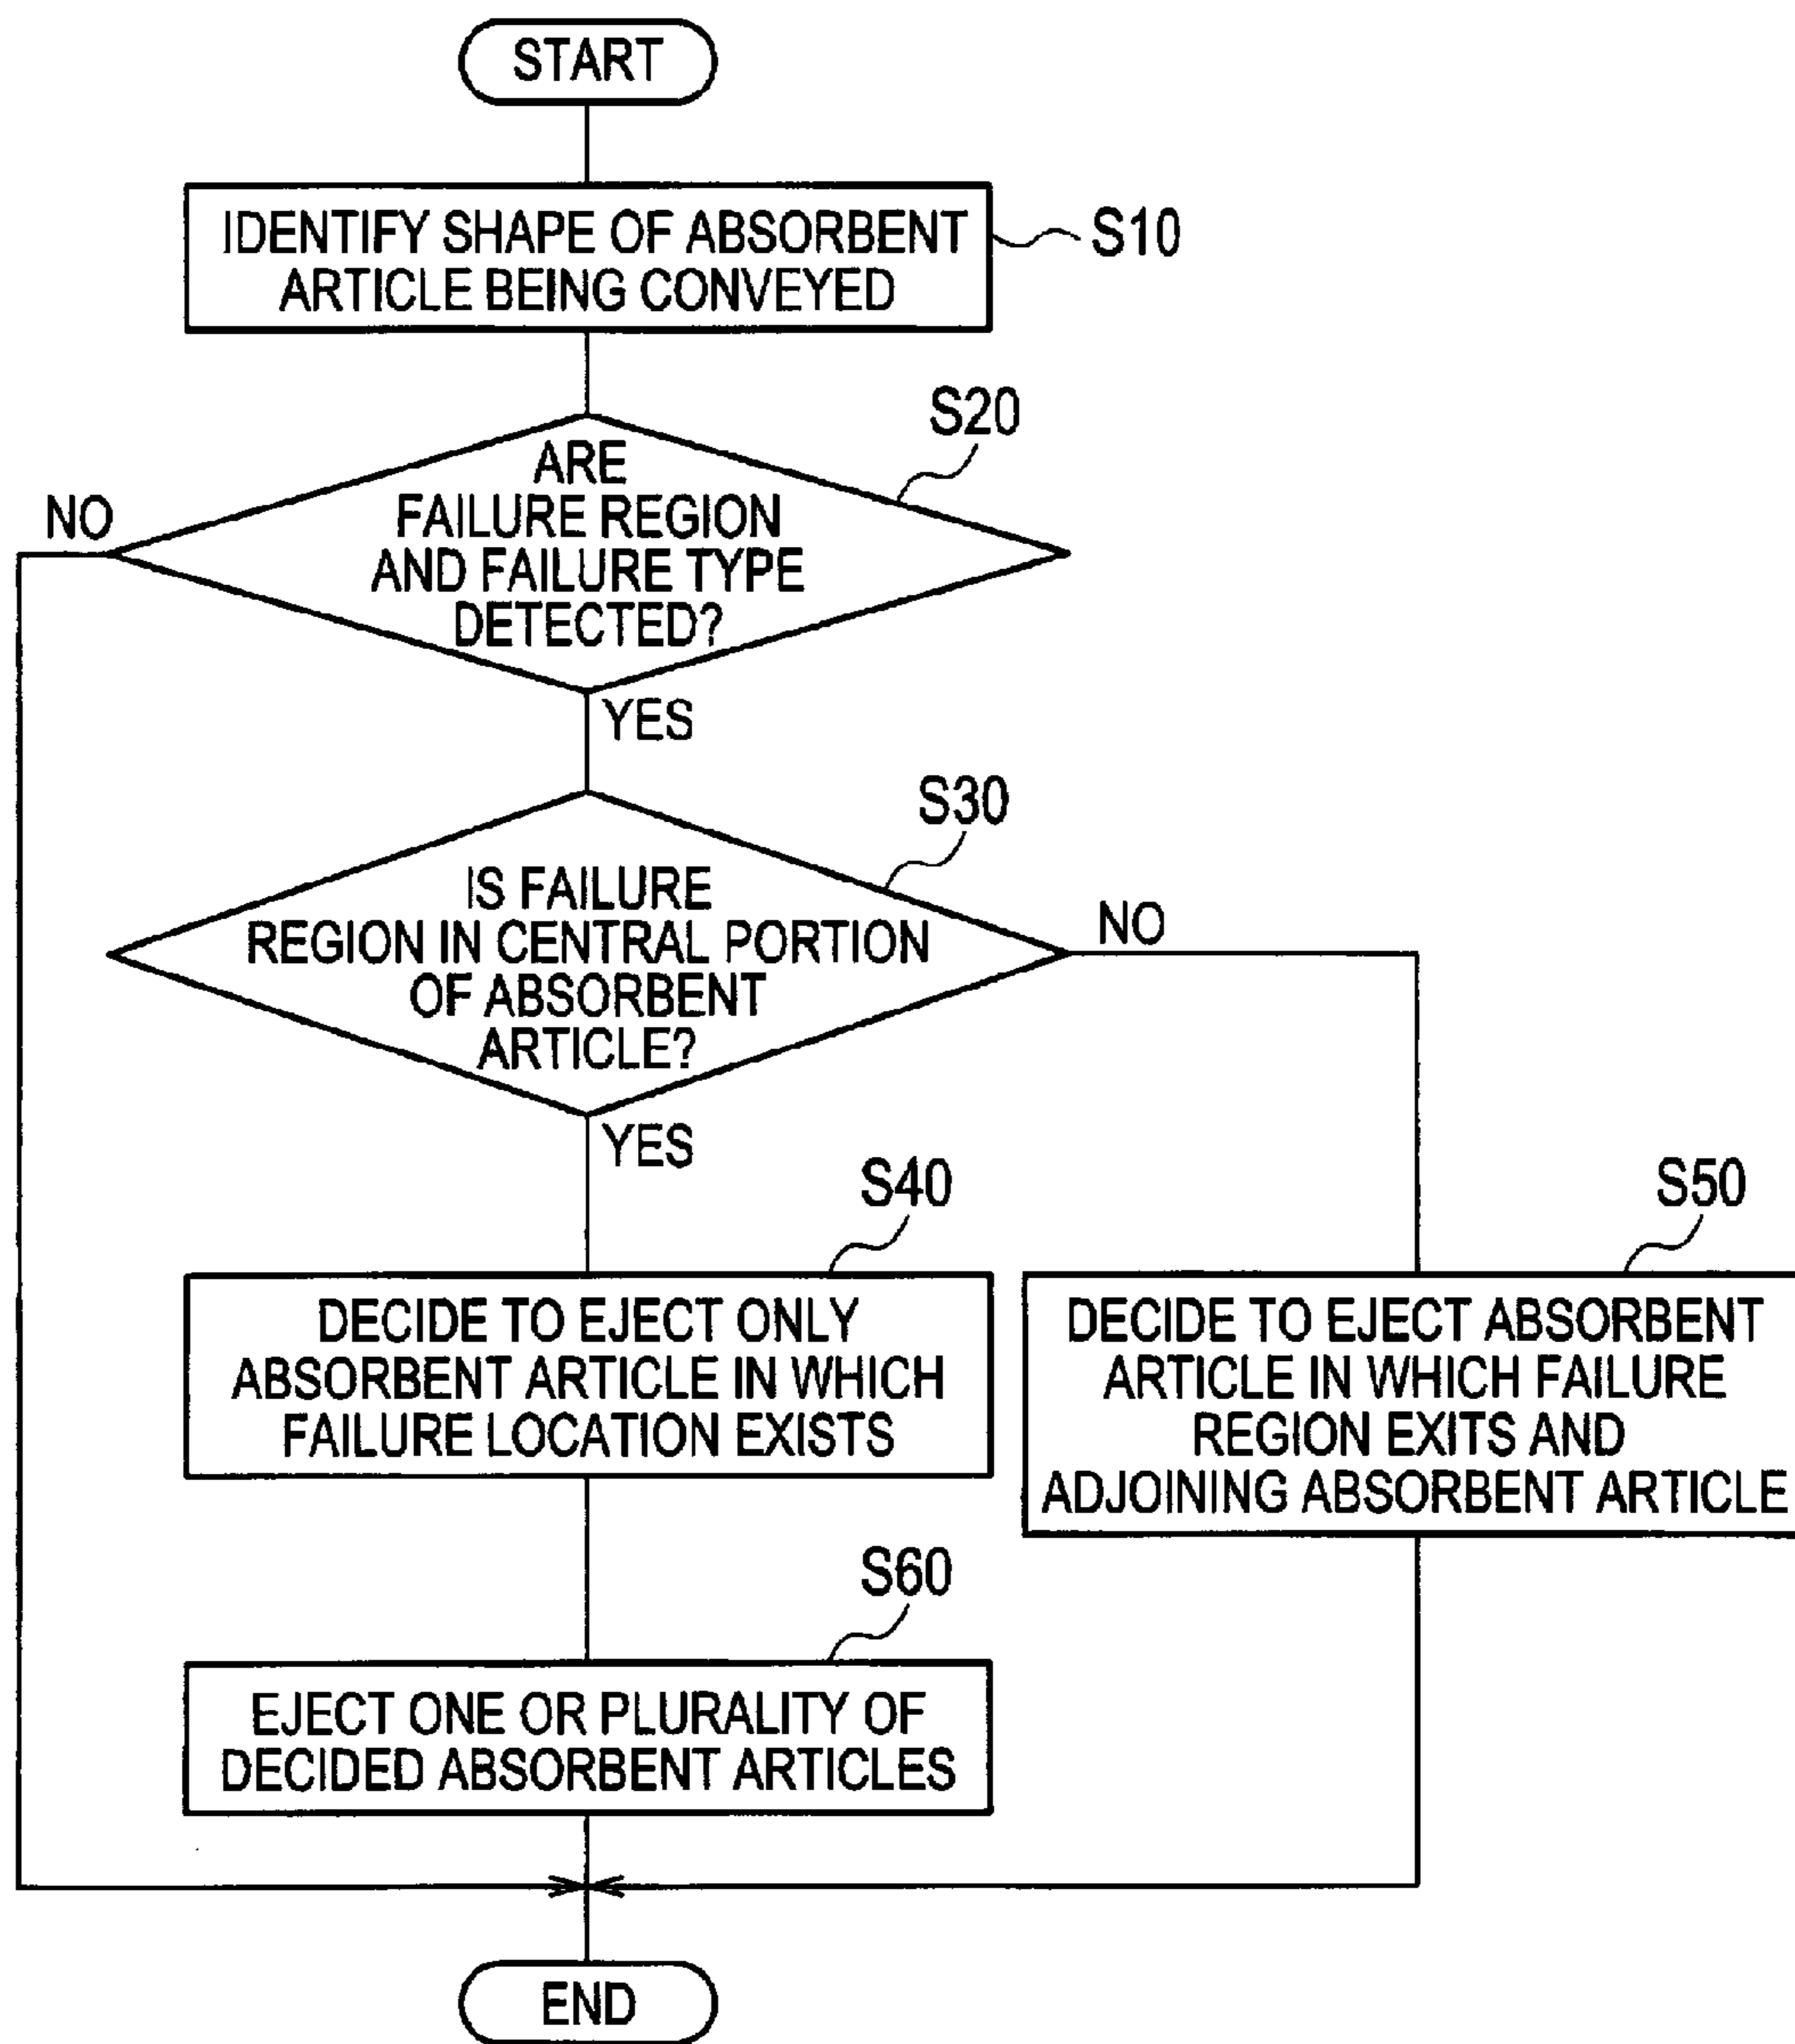 START
IDENTIFY SHAPE OF ABSORBENT
ARTICLE BEING CONVEYED
S10
S20
ARE
FAILURE REGION
AND FAILURE TYPE
DETECTED?
NO
YES
S30
IS FAILURE
REGION IN CENTRAL PORTION
OF ABSORBENT
ARTICLE?
NO
YES
S40
DECIDE TO EJECT ONLY
ABSORBENT ARTICLE IN WHICH
FAILURE LOCATION EXISTS
S50
DECIDE TO EJECT ABSORBENT
ARTICLE IN WHICH FAILURE
REGION EXITS AND
ADJOINING ABSORBENT ARTICLE
S60
EJECT ONE OR PLURALITY OF
DECIDED ABSORBENT ARTICLES
END